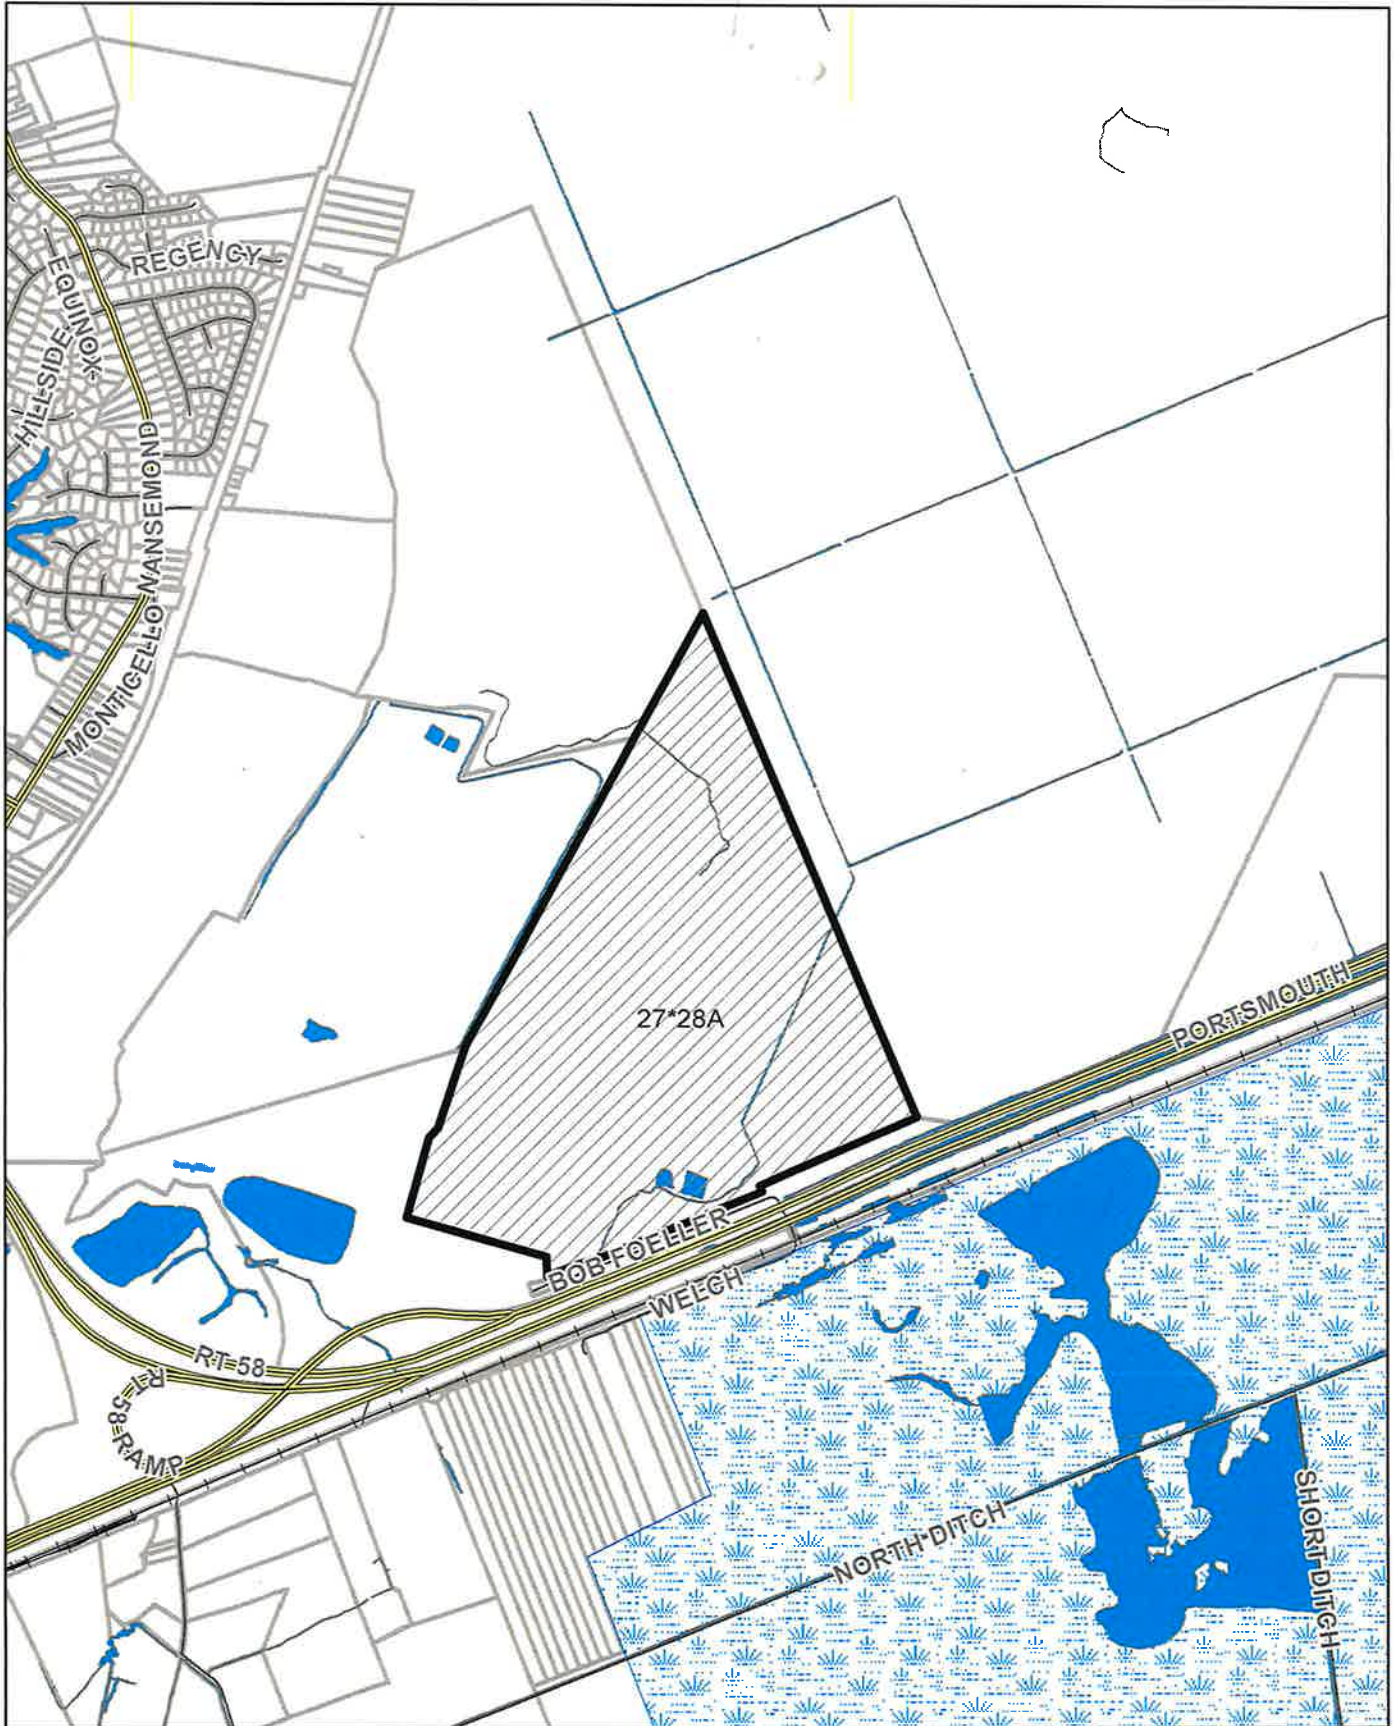 REGENCY
EQUINOX
HILLSIDE
NANSEMOND
MONTICELLO
27*28A
PORTSMOUTH
BOB FOELLER
WELCH
RT 58
RT 58 RAMP
NORTH DITCH
SHORT DITCH